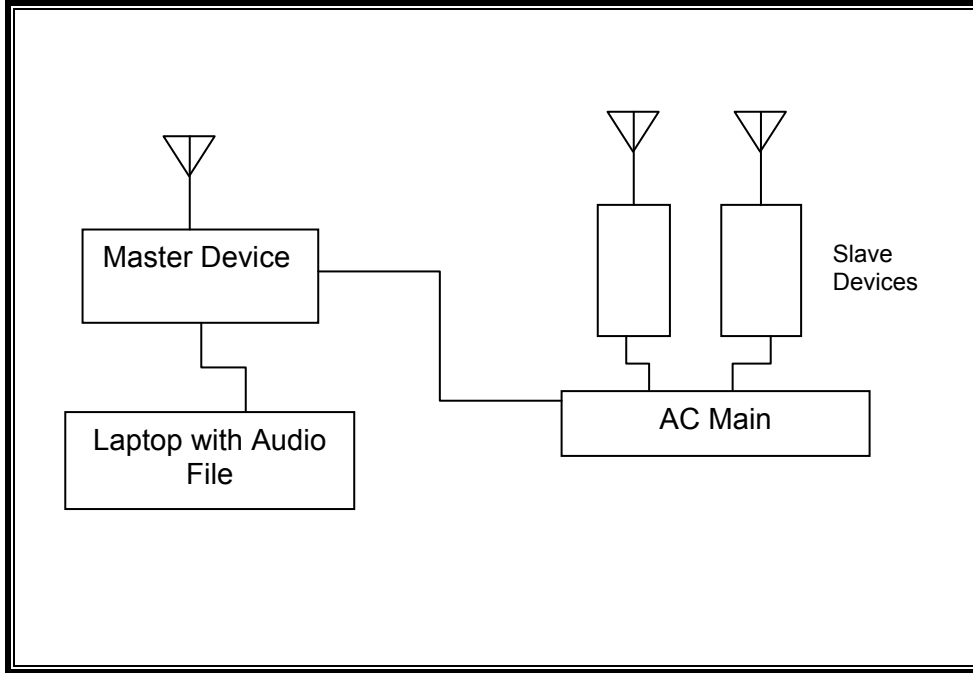 Master Device
Slave
Devices
AC Main
Laptop with Audio
File